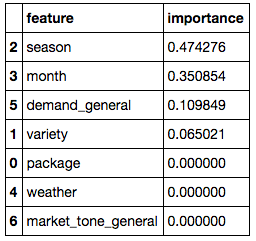 feature importance
2 season 0.474276
3 month 0.350854
5 demand_general 0.109849
1 variety 0.065021
0 package 0.000000
4 weather 0.000000
6 market_tone_general 0.000000